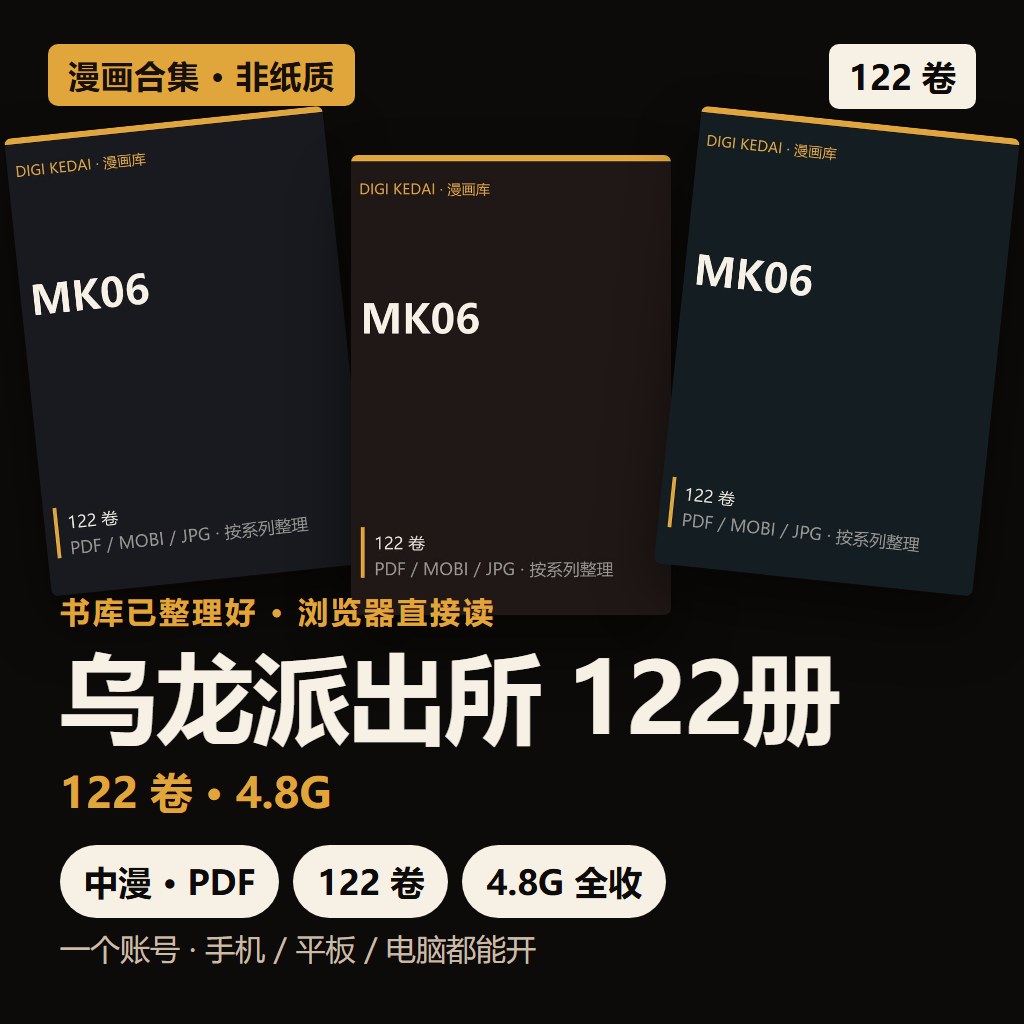 漫画合集 • 非纸质
122 卷
DIGI KEDAI · 漫画库
MK06
122 卷
PDF / MOBI / JPG · 按系列整理
DIGI KEDAI · 漫画库
MK06
122 卷
PDF / MOBI / JPG · 按系列整理
DIGI KEDAI · 漫画库
MK06
122 卷
PDF / MOBI / JPG · 按系列整理
书库已整理好 • 浏览器直接读
乌龙派出所 122册
122 卷 • 4.8G
中漫 • PDF
122 卷
4.8G 全收
一个账号 · 手机 / 平板 / 电脑都能开